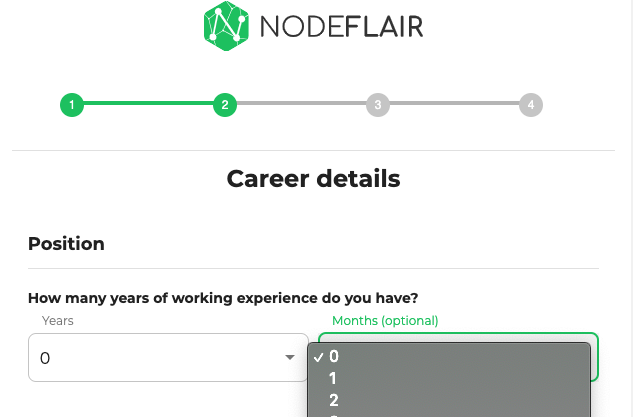 NODEFLAIR
1 2 3 4
Career details
Position
How many years of working experience do you have?
Years Months (optional)
0 ✓ 0
1
2